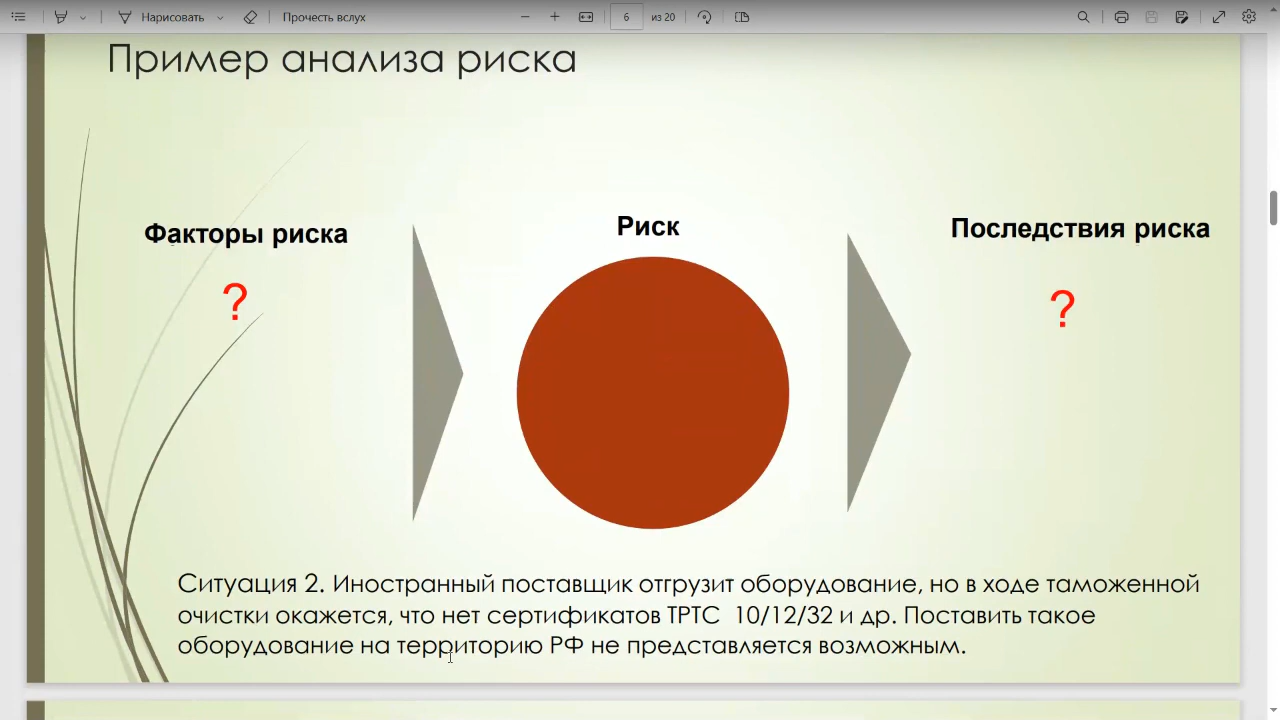 Нарисовать
Прочесть вслух
6
из 20
Пример анализа риска
Факторы риска
Риск
Последствия риска
?
?
Ситуация 2. Иностранный поставщик отгрузит оборудование, но в ходе таможенной
очистки окажется, что нет сертификатов ТРТС 10/12/32 и др. Поставить такое
оборудование на территорию РФ не представляется возможным.